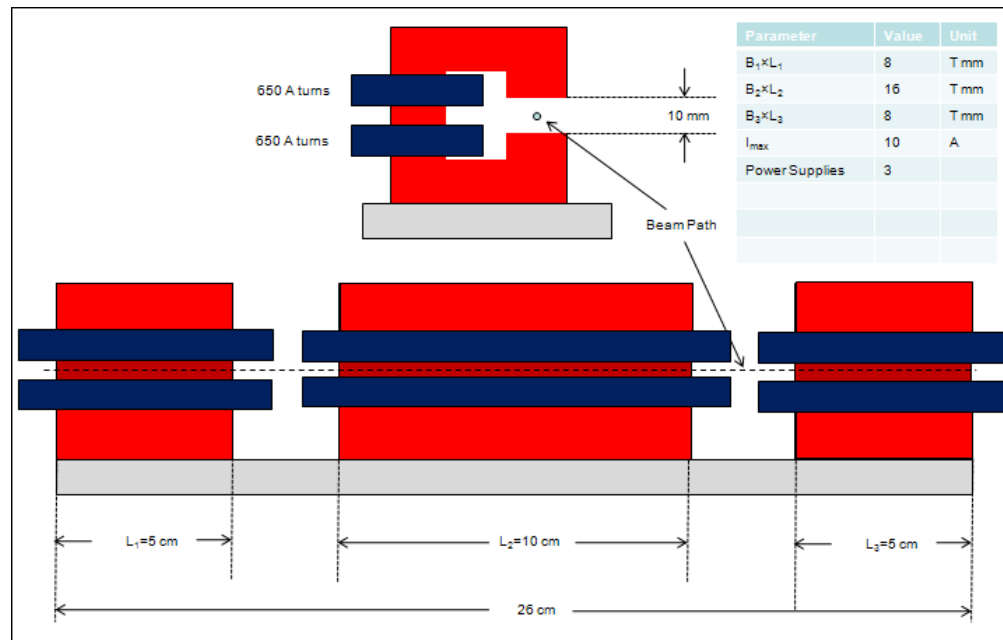 Parameter Value Unit
B₁×L₁ 8 T mm
B₂×L₂ 16 T mm
B₃×L₃ 8 T mm
Iₘₐₓ 10 A
Power Supplies 3
650 A turns
10 mm
650 A turns
Beam Path
L₁=5 cm
L₂=10 cm
L₃=5 cm
26 cm